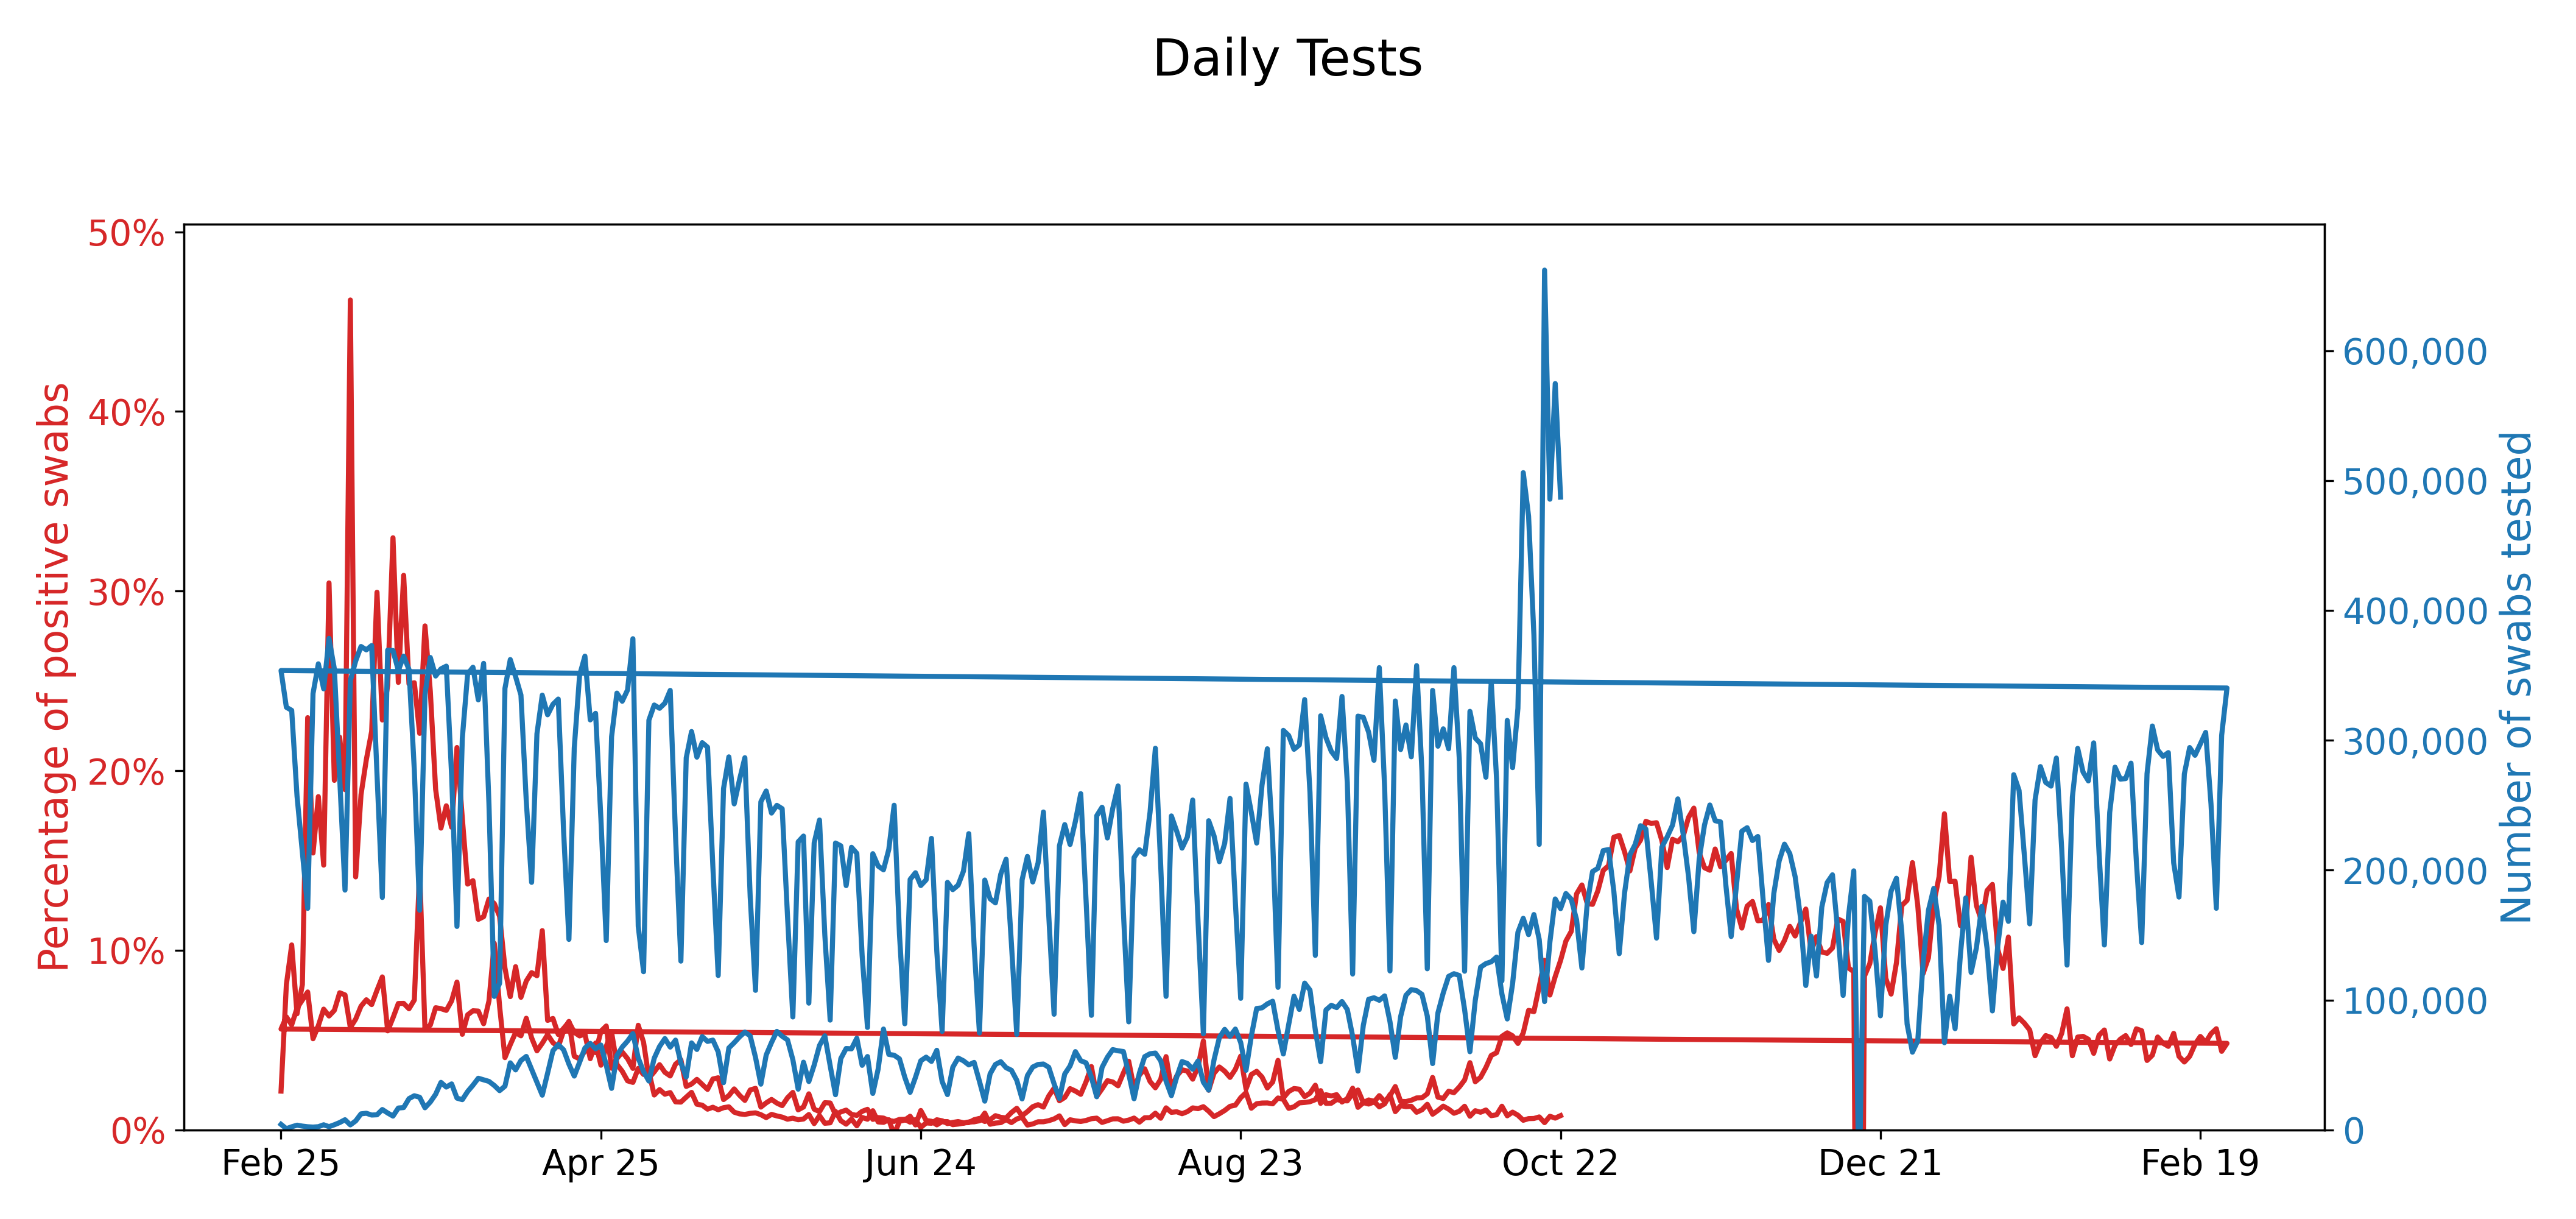 Daily Tests
Percentage of positive swabs
50%
40%
30%
20%
10%
0%
Feb 25
Apr 25
Jun 24
Aug 23
Oct 22
Dec 21
Feb 19
600,000
500,000
400,000
300,000
200,000
100,000
0
Number of swabs tested